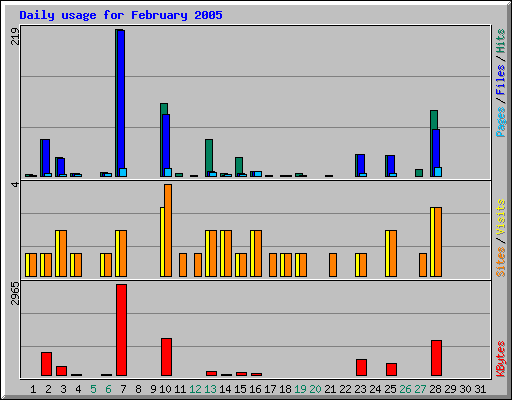 Daily usage for February 2005
219
Pages / Files / Hits
4
Sites / Visits
2965
KBytes
1 2 3 4 5 6 7 8 9 10 11 12 13 14 15 16 17 18 19 20 21 22 23 24 25 26 27 28 29 30 31